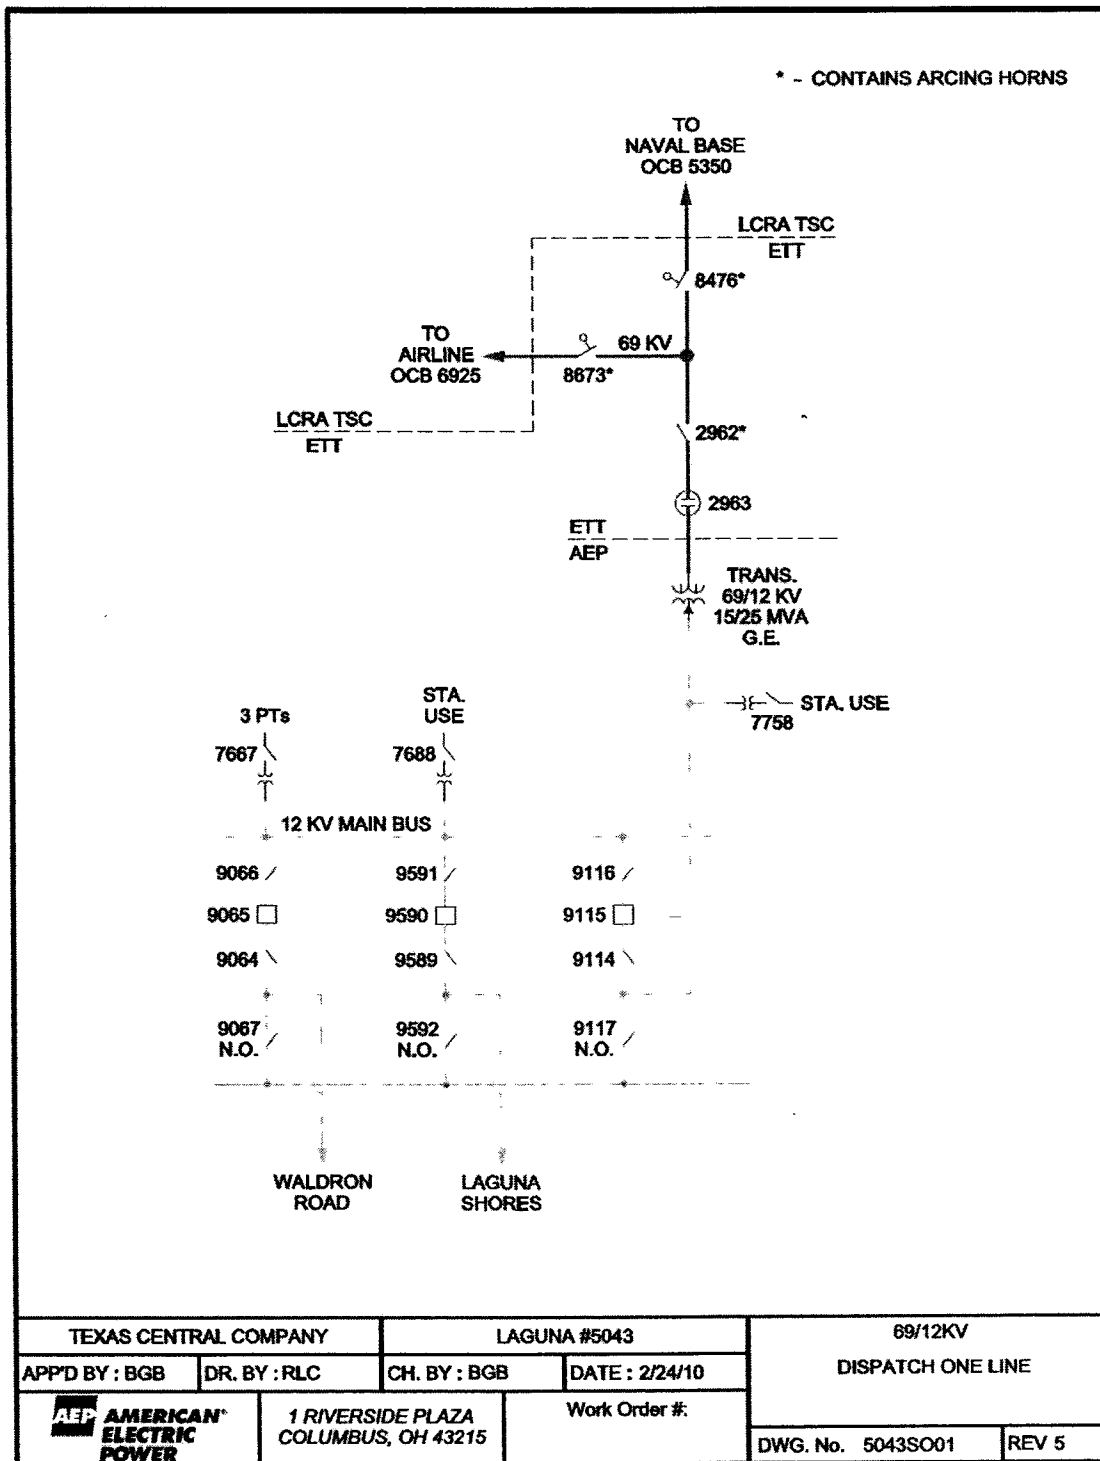 * - CONTAINS ARCING HORNS
TO
NAVAL BASE
OCB 5350
LCRA TSC
ETT
8476*
TO
AIRLINE
OCB 6925
69 KV
8673*
LCRA TSC
ETT
2962*
2963
ETT
AEP
TRANS.
69/12 KV
15/25 MVA
G.E.
STA. USE
7758
3 PTs
STA.
USE
7667
7688
12 KV MAIN BUS
9066
9591
9116
9065
9590
9115
9064
9589
9114
9067
N.O.
9592
N.O.
9117
N.O.
WALDRON
ROAD
LAGUNA
SHORES
TEXAS CENTRAL COMPANY
LAGUNA #5043
69/12KV
DISPATCH ONE LINE
APP'D BY : BGB
DR. BY : RLC
CH. BY : BGB
DATE : 2/24/10
AEP AMERICAN®
ELECTRIC
POWER
1 RIVERSIDE PLAZA
COLUMBUS, OH 43215
Work Order #:
DWG. No. 5043SO01
REV 5